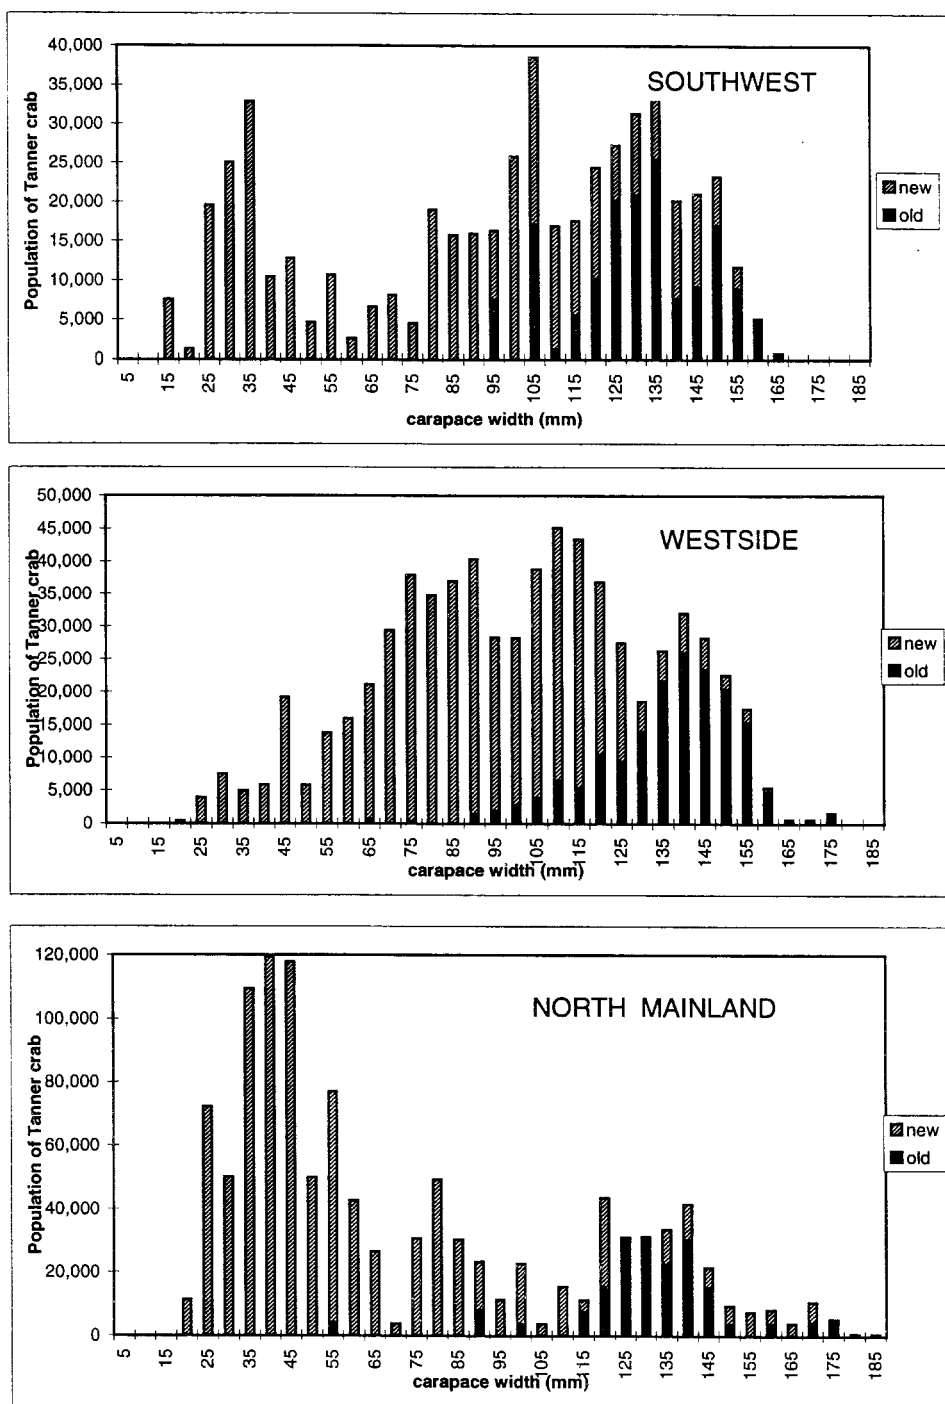 SOUTHWEST
Population of Tanner crab
40,000
35,000
30,000
25,000
20,000
15,000
10,000
5,000
0
5 15 25 35 45 55 65 75 85 95 105 115 125 135 145 155 165 175 185
carapace width (mm)
new
old
WESTSIDE
Population of Tanner crab
50,000
45,000
40,000
35,000
30,000
25,000
20,000
15,000
10,000
5,000
0
5 15 25 35 45 55 65 75 85 95 105 115 125 135 145 155 165 175 185
carapace width (mm)
new
old
NORTH MAINLAND
Population of Tanner crab
120,000
100,000
80,000
60,000
40,000
20,000
0
5 15 25 35 45 55 65 75 85 95 105 115 125 135 145 155 165 175 185
carapace width (mm)
new
old